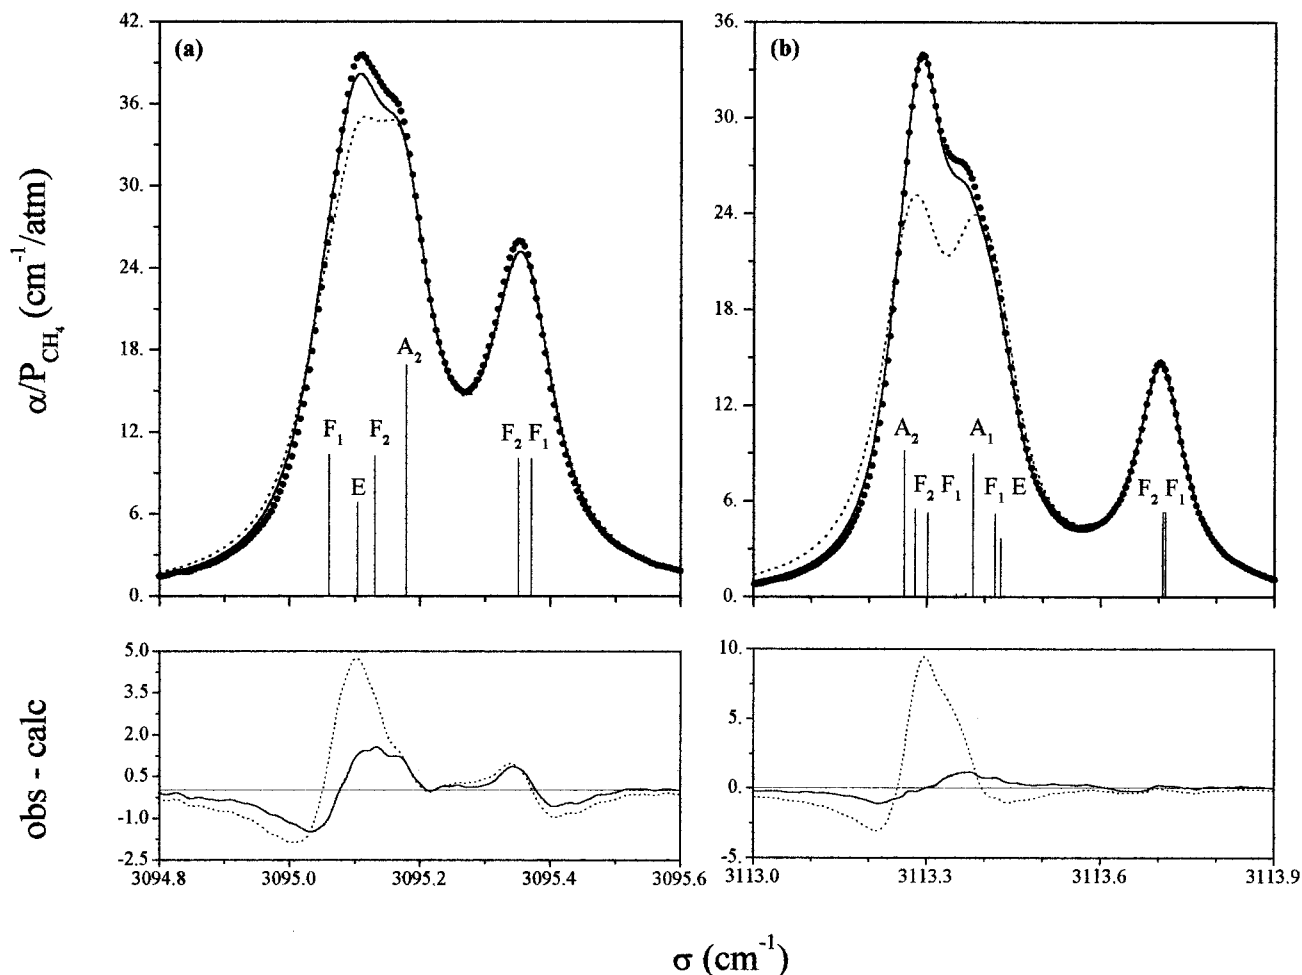 (a)
(b)
α/P_CH₄ (cm⁻¹/atm)
42.
36.
30.
24.
18.
12.
6.
0.
F₁
E
F₂
A₂
F₂
F₁
36.
30.
24.
18.
12.
6.
0.
A₂
F₂ F₁
A₁
F₁ E
F₂ F₁
obs - calc
5.0
3.5
2.0
0.5
-1.0
-2.5
3094.8
3095.0
3095.2
3095.4
3095.6
10.
5.
0.
-5.
3113.0
3113.3
3113.6
3113.9
σ (cm⁻¹)